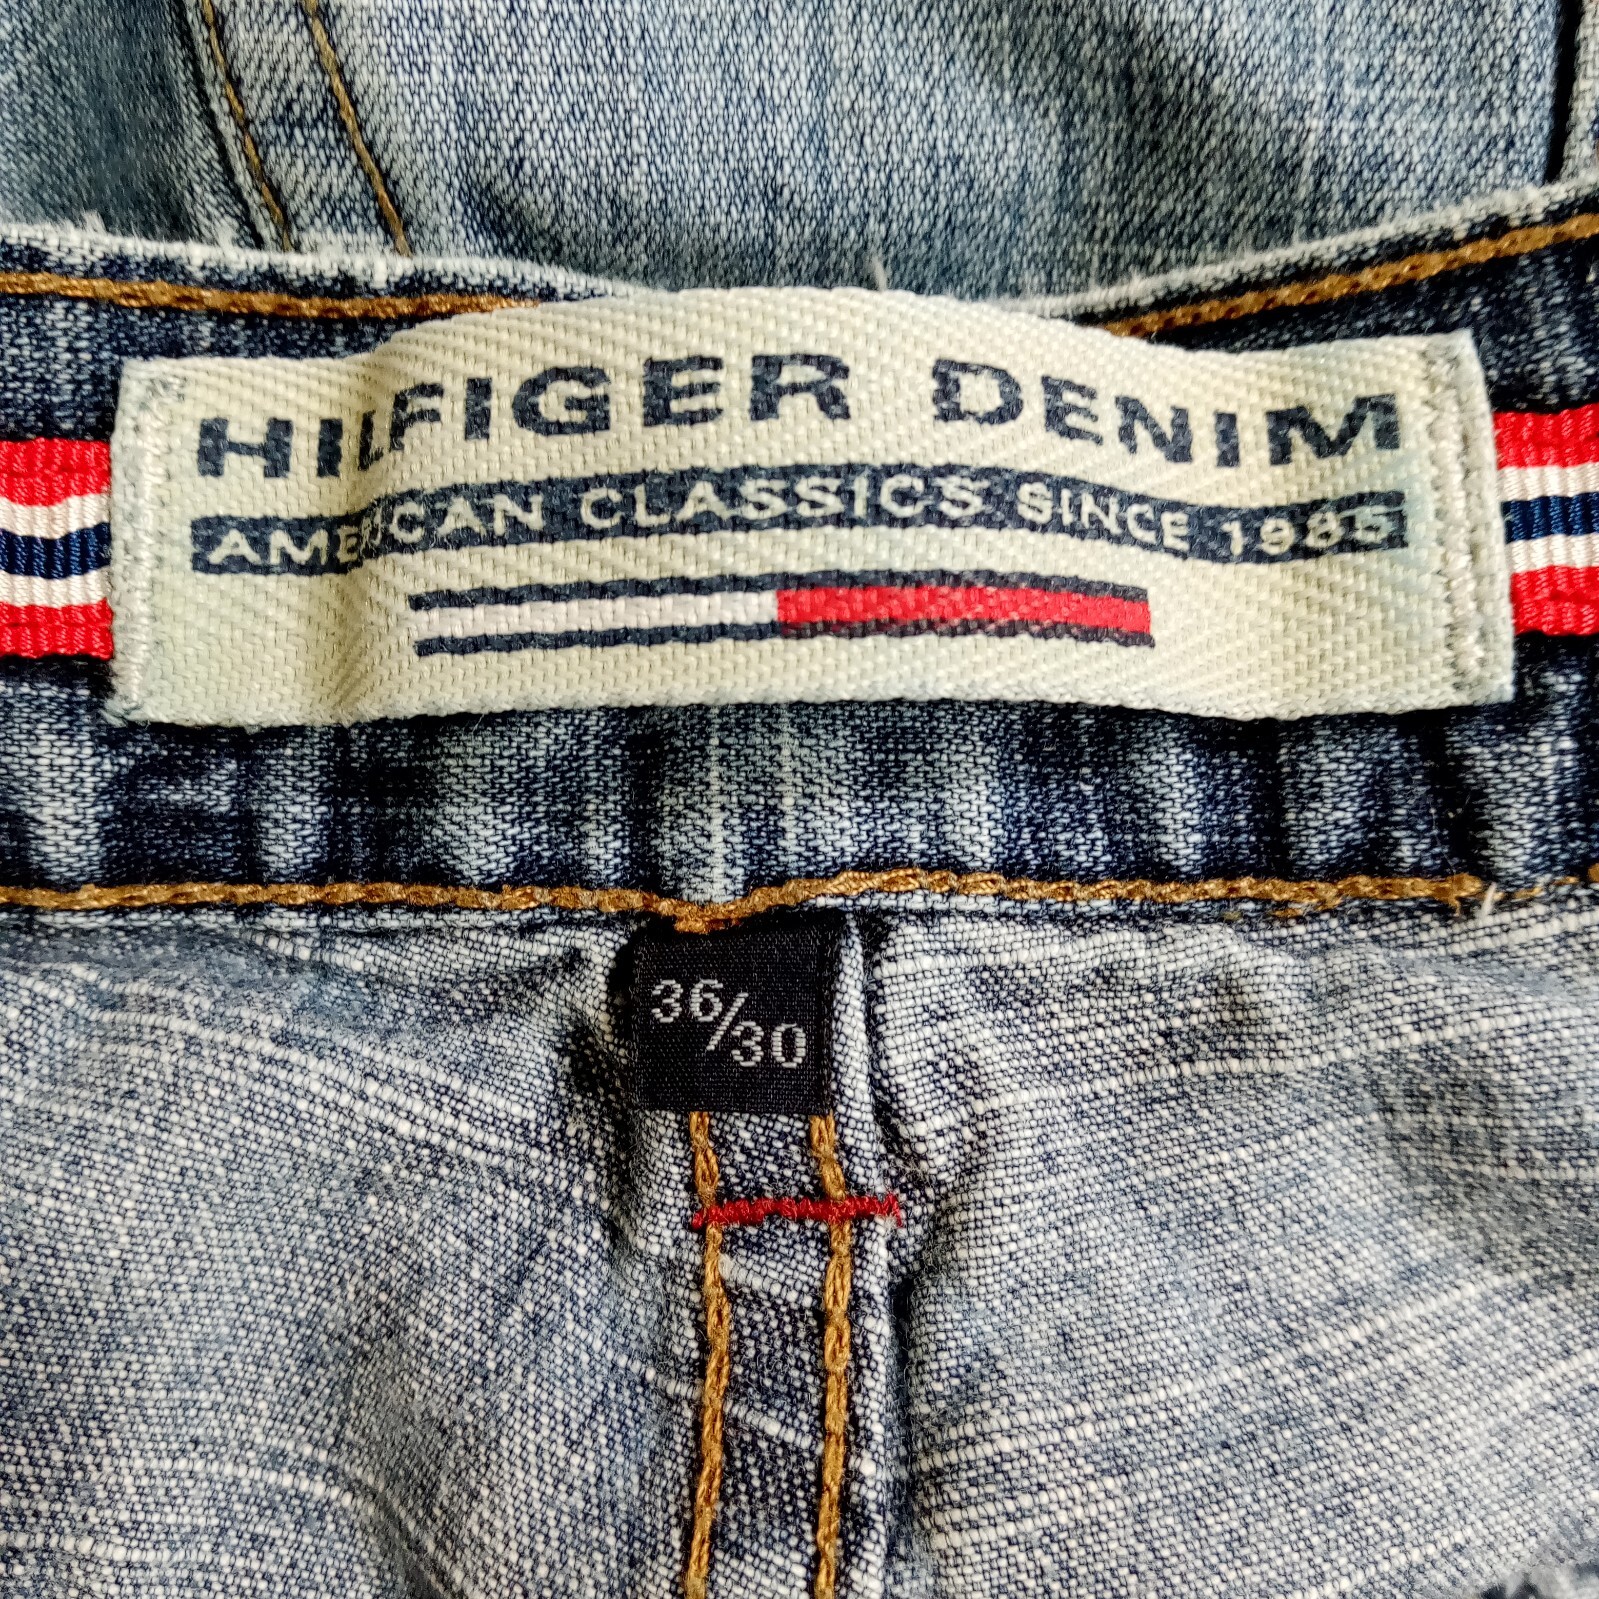 HILFIGER DENIM
AMERICAN CLASSICS SINCE 1985
36/30